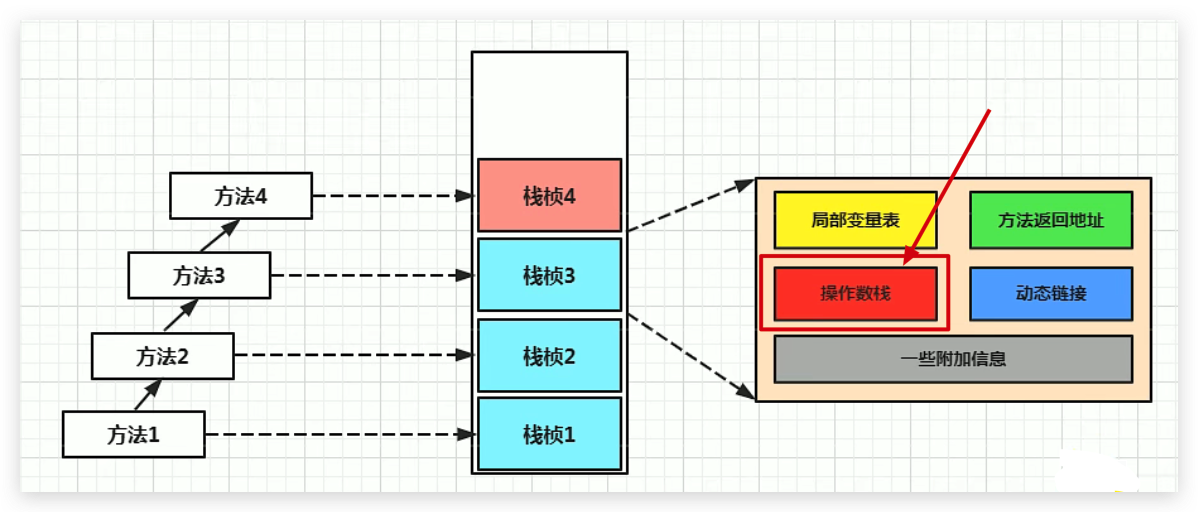 方法4
方法3
方法2
方法1
栈桢4
栈桢3
栈桢2
栈桢1
局部变量表
方法返回地址
操作数栈
动态链接
一些附加信息